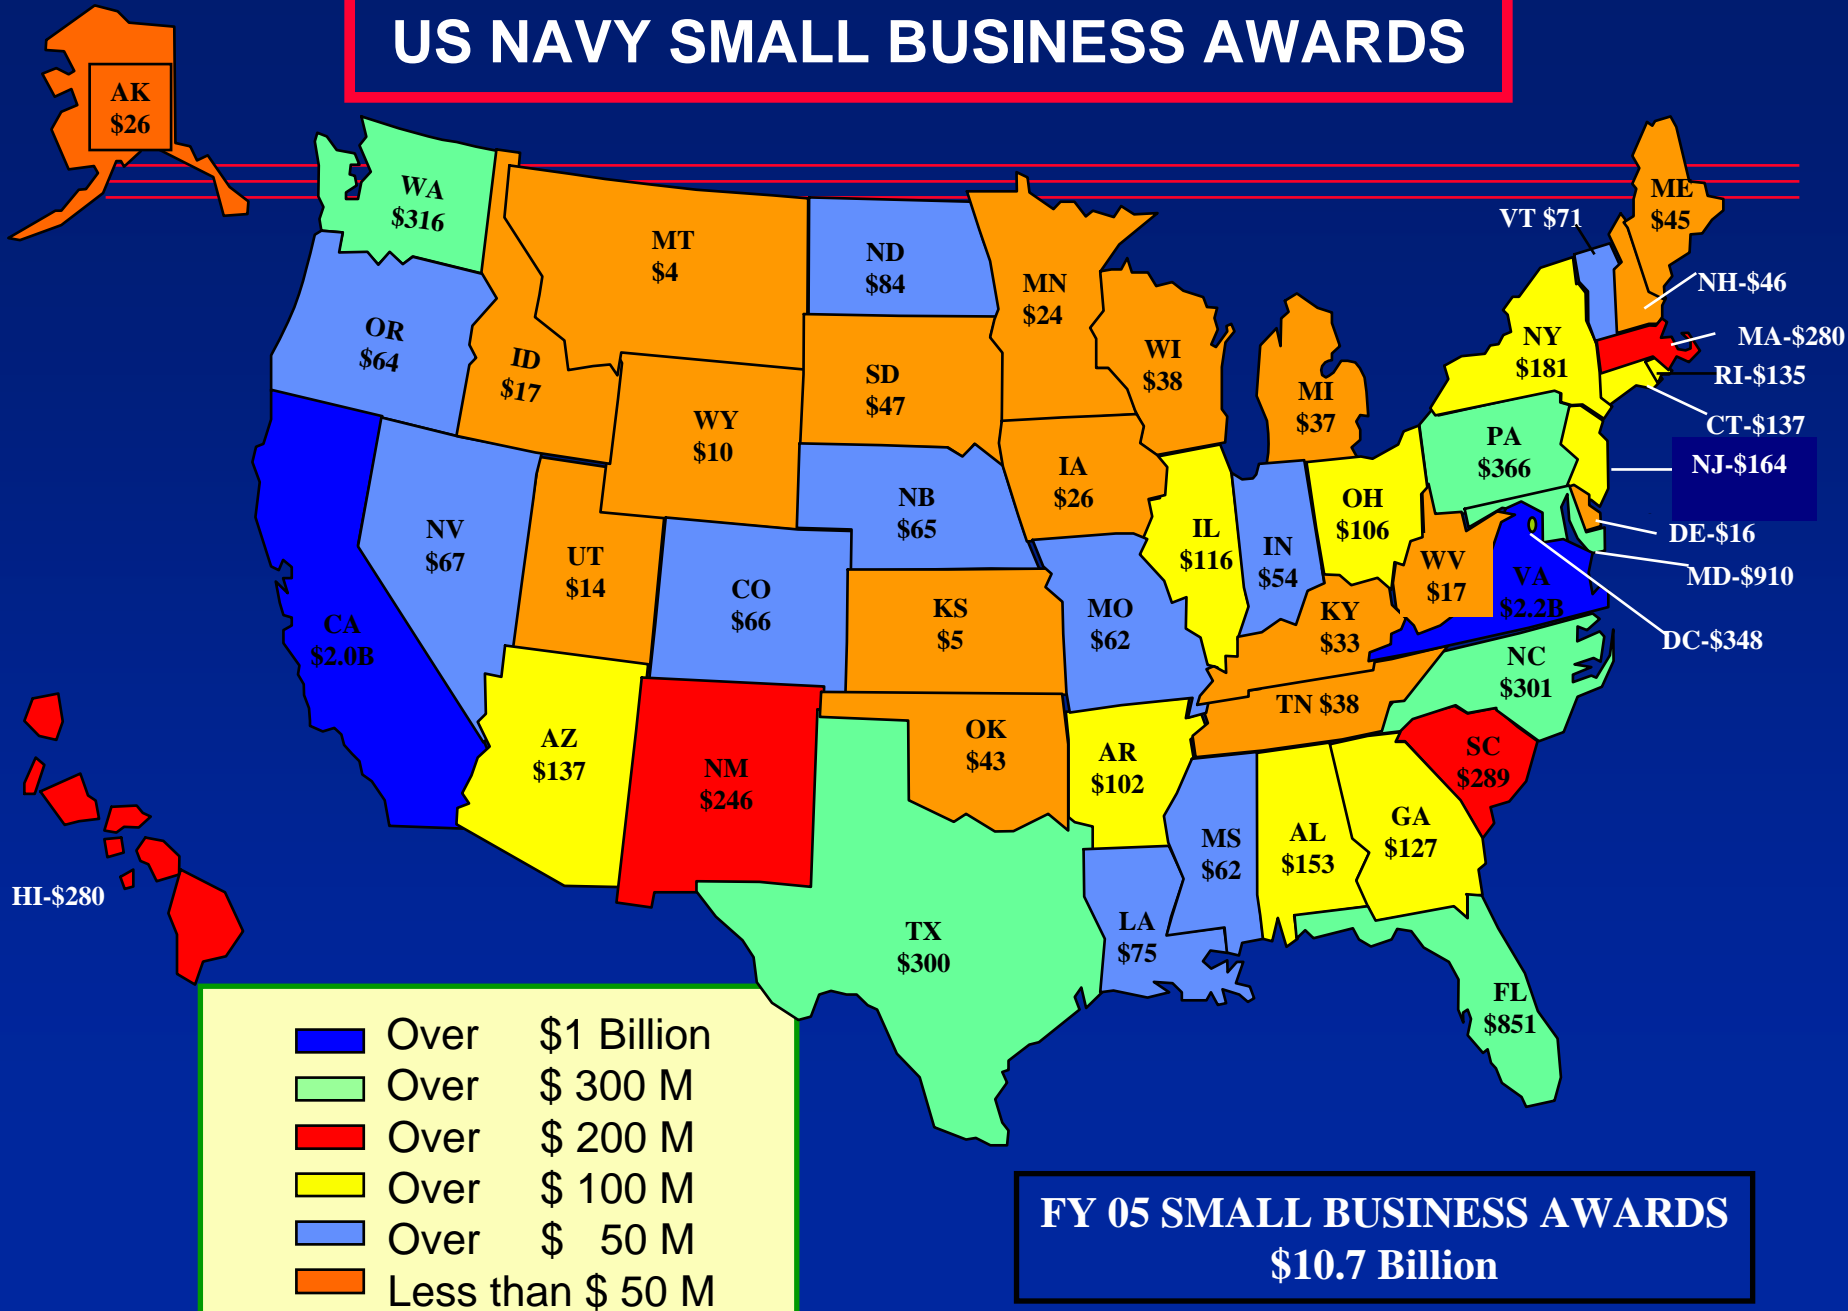 US NAVY SMALL BUSINESS AWARDS
AK
$26
WA
$316
MT
$4
ND
$84
MN
$24
ME
$45
VT $71
NH-$46
MA-$280
RI-$135
CT-$137
NJ-$164
OR
$64
ID
$17
WY
$10
SD
$47
WI
$38
MI
$37
NY
$181
PA
$366
DE-$16
MD-$910
DC-$348
NV
$67
UT
$14
CO
$66
NB
$65
IA
$26
IL
$116
IN
$54
OH
$106
WV
$17
VA
$2.2B
CA
$2.0B
KS
$5
MO
$62
KY
$33
NC
$301
TN $38
AZ
$137
NM
$246
OK
$43
AR
$102
SC
$289
MS
$62
AL
$153
GA
$127
HI-$280
TX
$300
LA
$75
FL
$851
Over $1 Billion
Over $ 300 M
Over $ 200 M
Over $ 100 M
Over $ 50 M
Less than $ 50 M
FY 05 SMALL BUSINESS AWARDS
$10.7 Billion